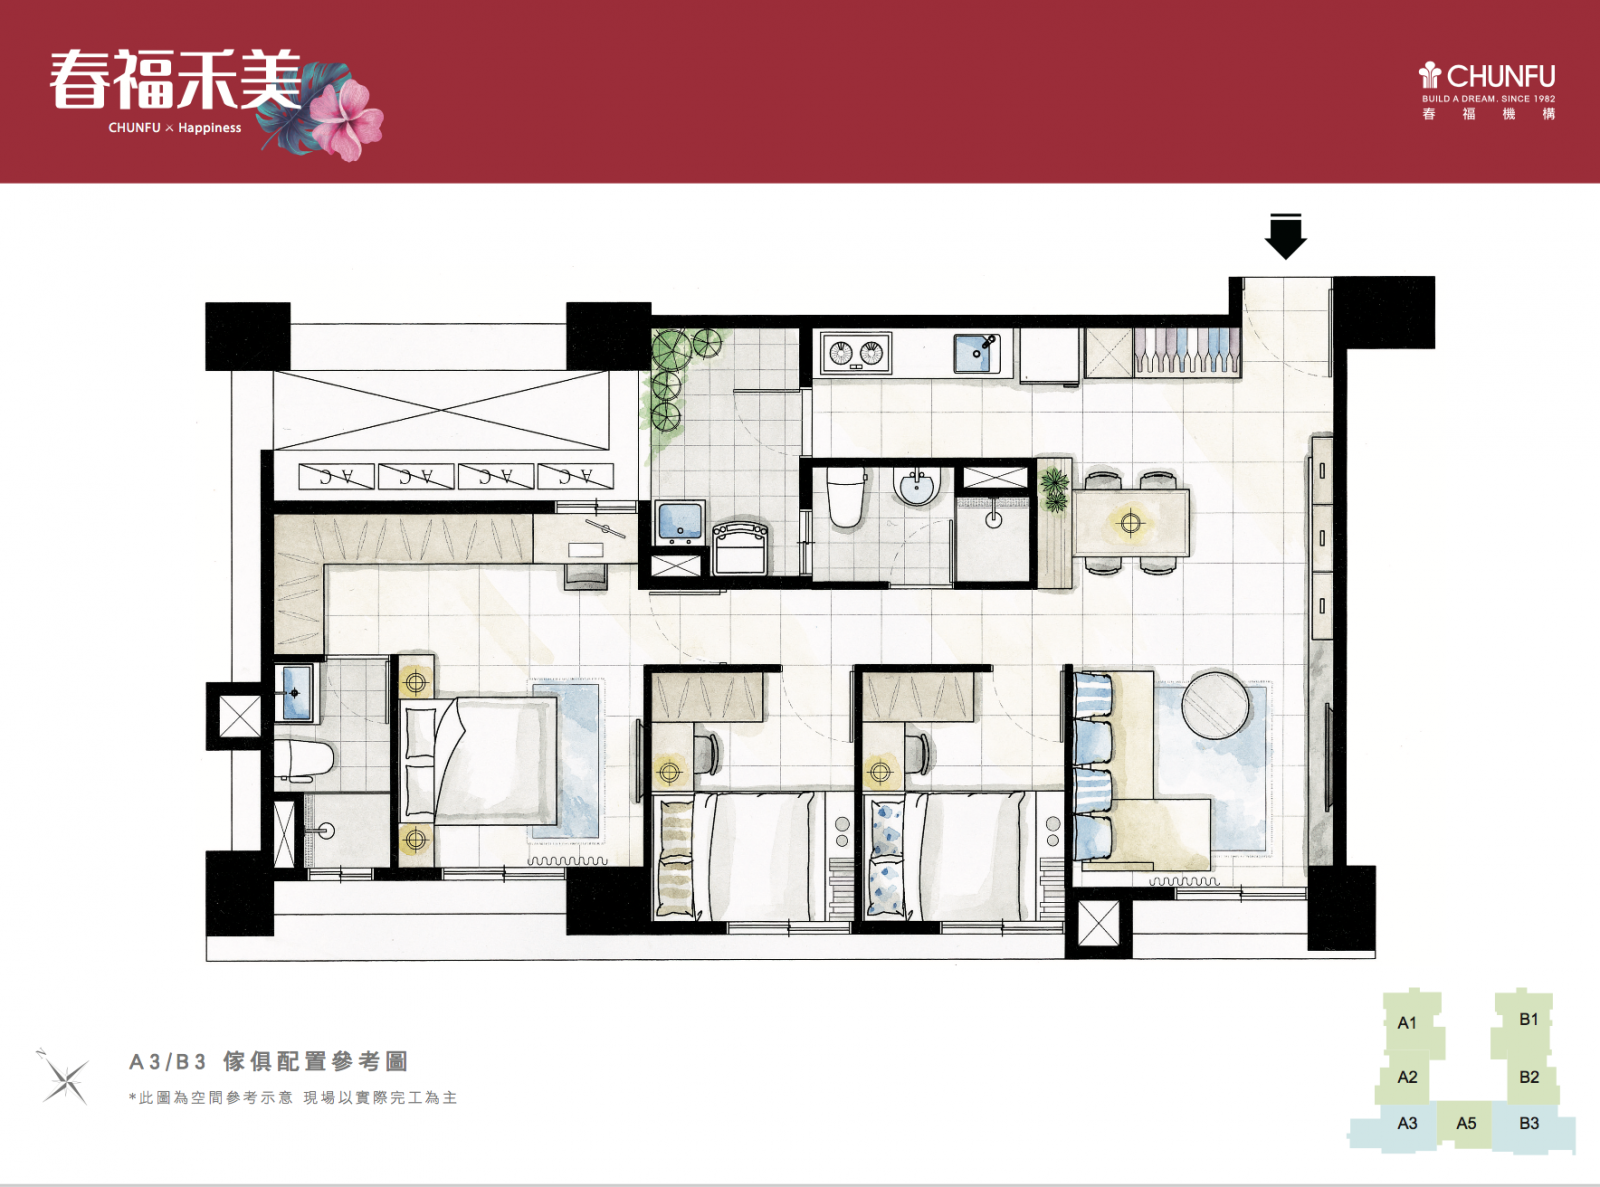 春福禾美
CHUNFU × Happiness
CHUNFU
BUILD A DREAM. SINCE 1982
春福機構
AC AC AC AC
N
A3/B3 傢俱配置參考圖
*此圖為空間參考示意 現場以實際完工為主
A1 B1
A2 B2
A3 A5 B3